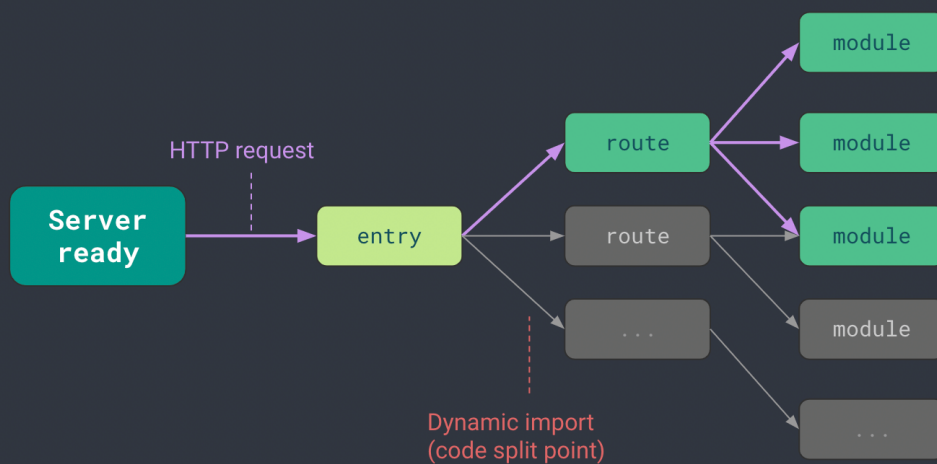 module
HTTP request
route
module
Server
ready
entry
route
module
...
module
Dynamic import
(code split point)
...